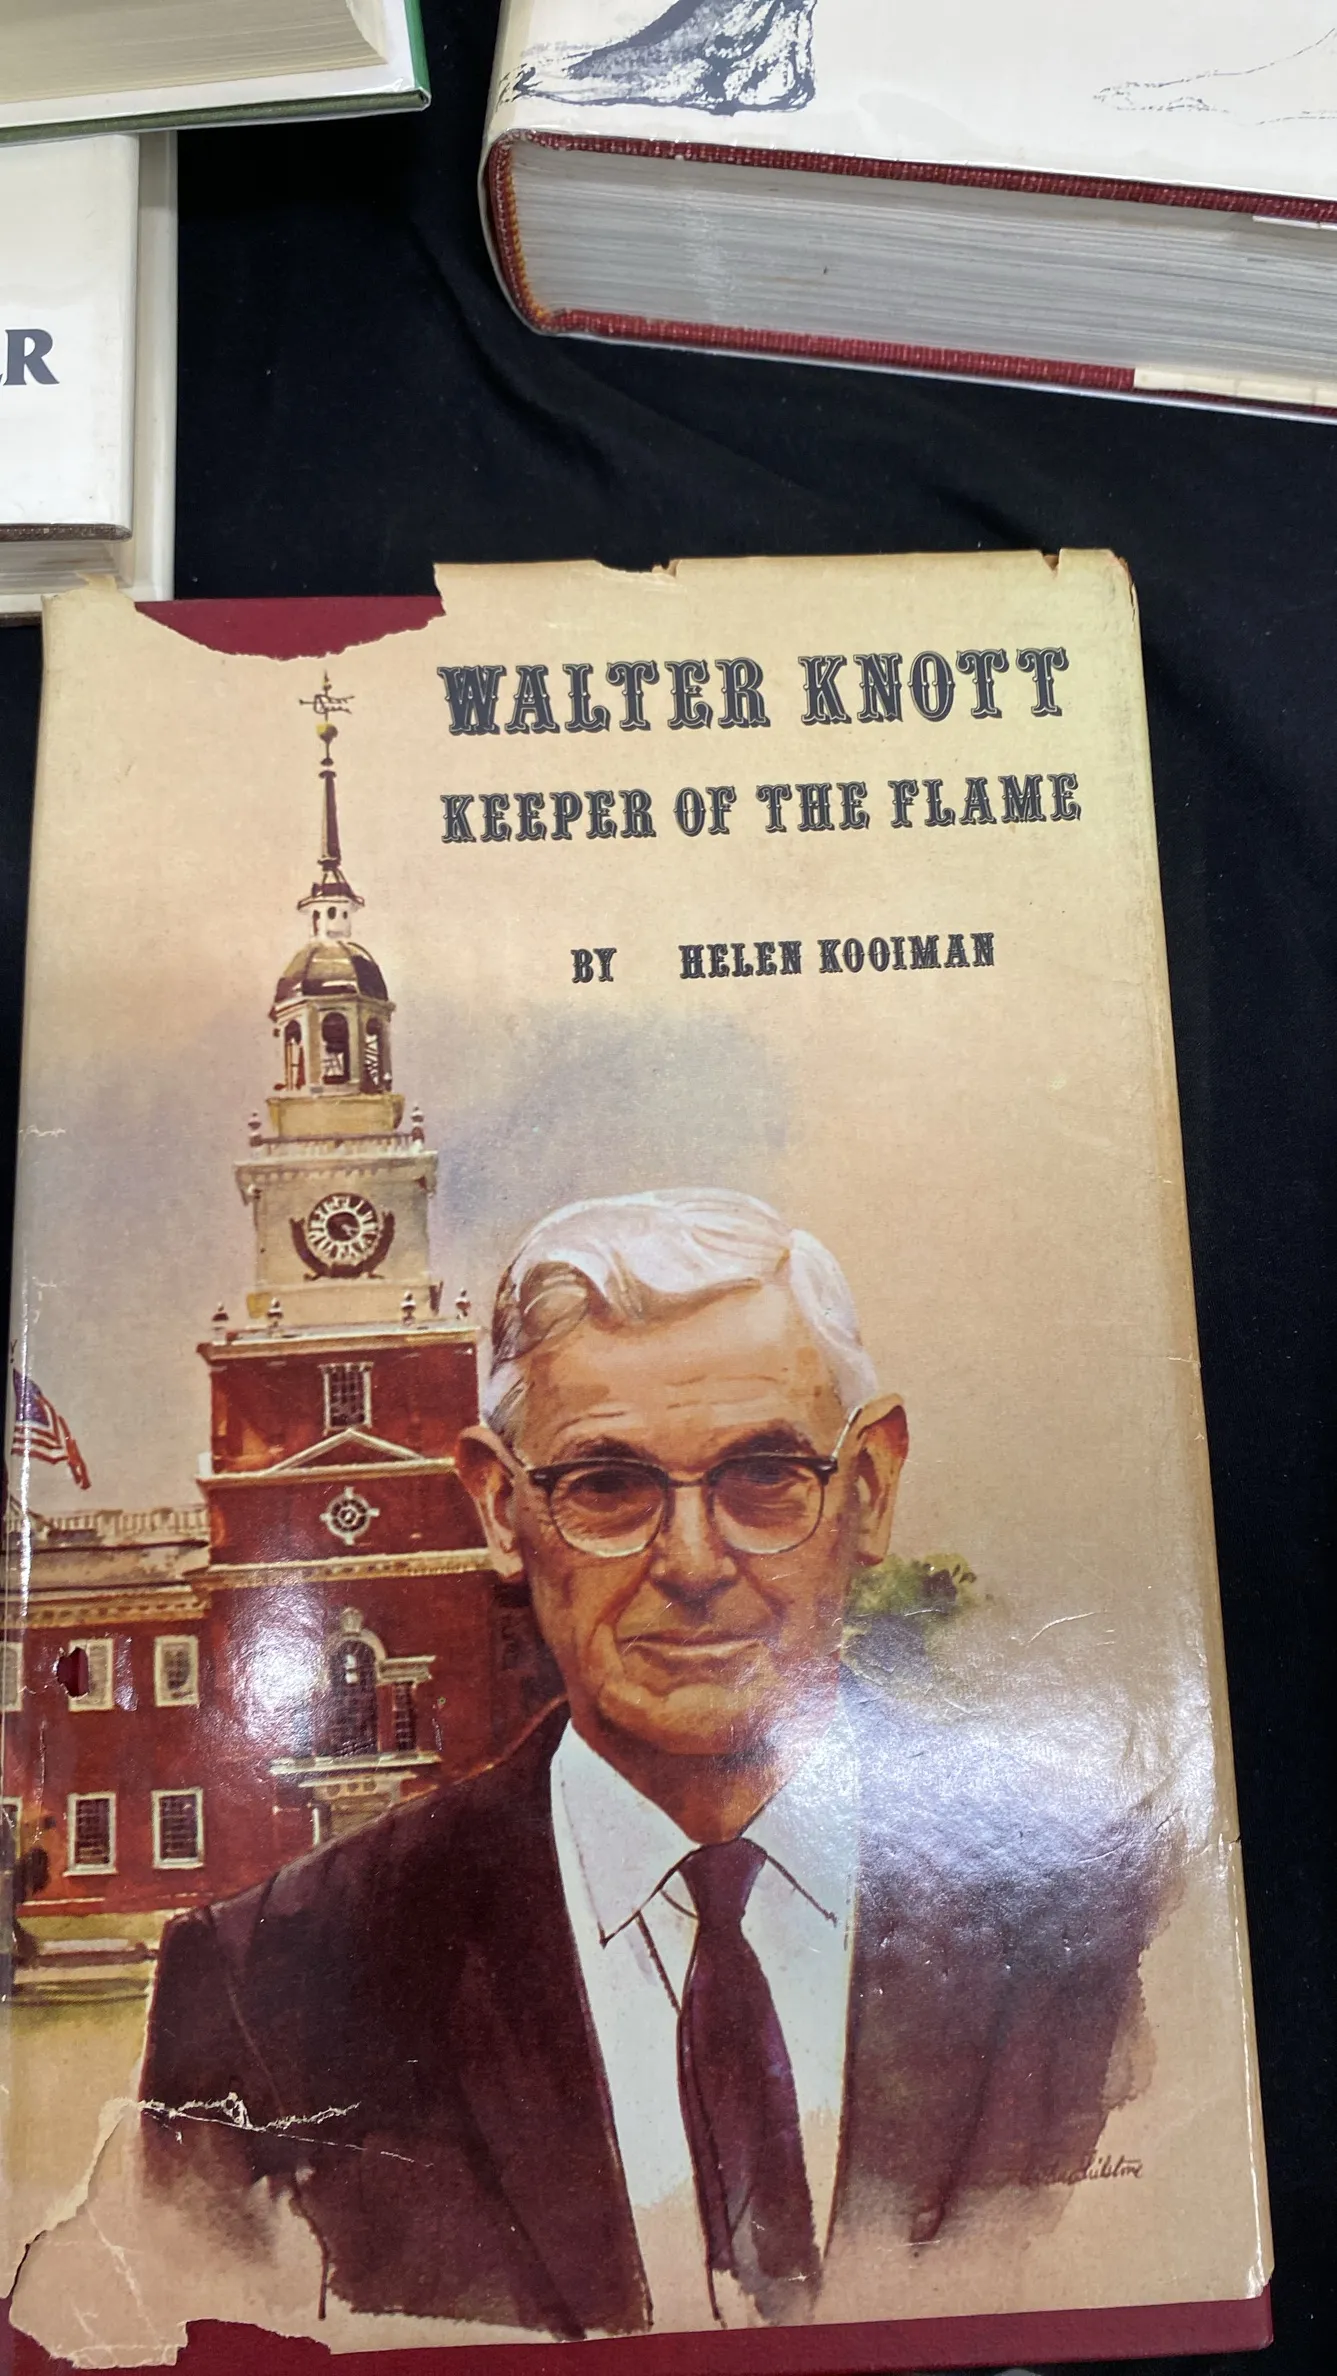 R
WALTER KNOTT
KEEPER OF THE FLAME
BY HELEN KOOIMAN